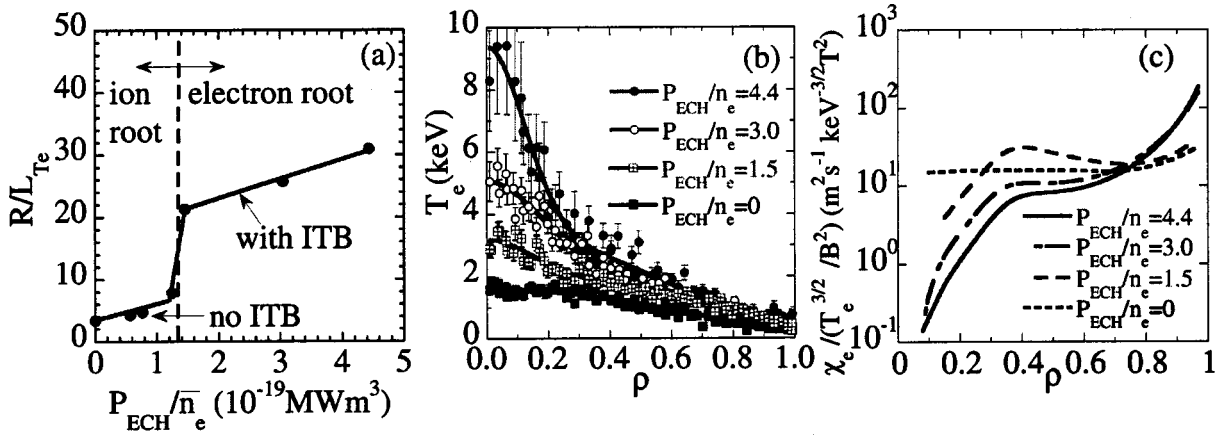 50
40
30
20
10
0
R/L_Te
(a)
ion
root
electron root
with ITB
no ITB
0 1 2 3 4 5
P_ECH/n̅_e (10^-19 MWm^3)
10
8
6
4
2
0
T_e (keV)
(b)
P_ECH/n_e=4.4
P_ECH/n_e=3.0
P_ECH/n_e=1.5
P_ECH/n_e=0
0.0 0.2 0.4 0.6 0.8 1.0
ρ
10^3
10^2
10^1
10^0
10^-1
χ_e/(T_e^3/2/B^2) (m^2s^-1 keV^-3/2T^2)
(c)
P_ECH/n_e=4.4
P_ECH/n_e=3.0
P_ECH/n_e=1.5
P_ECH/n_e=0
0 0.2 0.4 0.6 0.8 1
ρ